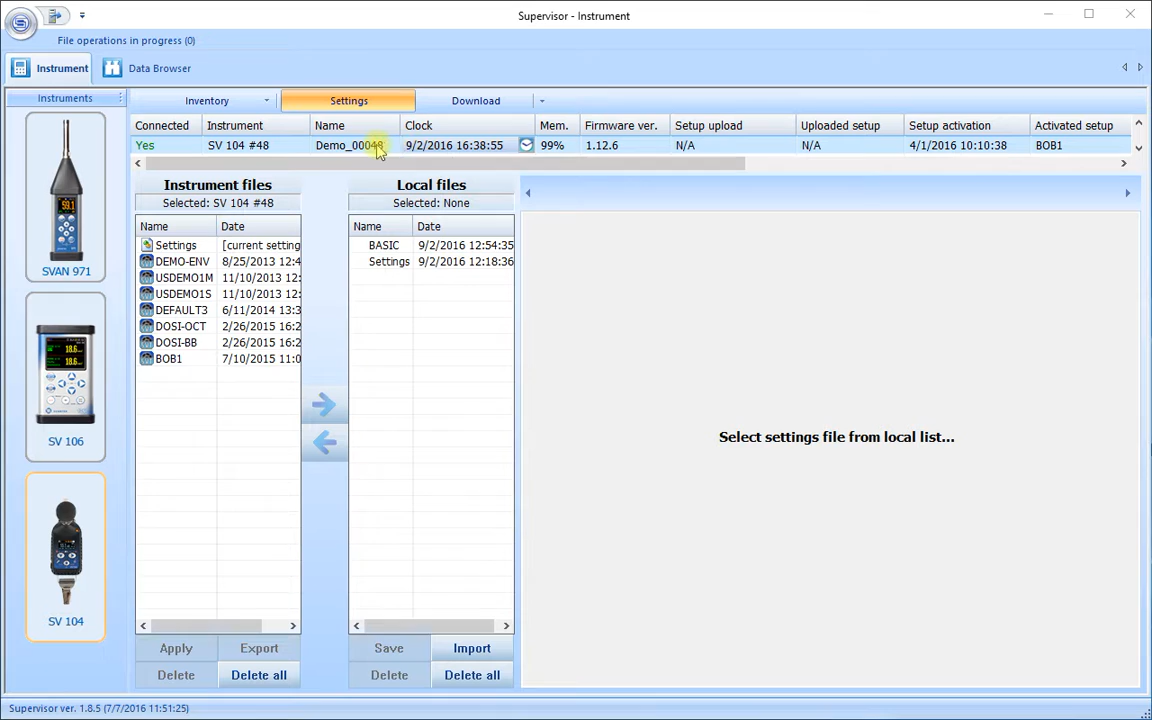 Supervisor - Instrument
File operations in progress (0)
Instrument
Data Browser
Instruments
Inventory
Settings
Download
Connected Instrument Name Clock Mem. Firmware ver. Setup upload Uploaded setup Setup activation Activated setup
Yes SV 104 #48 Demo_00048 9/2/2016 16:38:55 99% 1.12.6 N/A N/A 4/1/2016 10:10:38 BOB1
SVAN 971
SV 106
SV 104
Instrument files
Selected: SV 104 #48
Name Date
Settings [current setting
DEMO-ENV 8/25/2013 12:4
USDEMO1M 11/10/2013 12:
USDEMO1S 11/10/2013 12:
DEFAULT3 6/11/2014 13:3
DOSI-OCT 2/26/2015 16:2
DOSI-BB 2/26/2015 16:2
BOB1 7/10/2015 11:0
Apply
Export
Delete
Delete all
Local files
Selected: None
Name Date
BASIC 9/2/2016 12:54:35
Settings 9/2/2016 12:18:36
Save
Import
Delete
Delete all
Select settings file from local list...
Supervisor ver. 1.8.5 (7/7/2016 11:51:25)